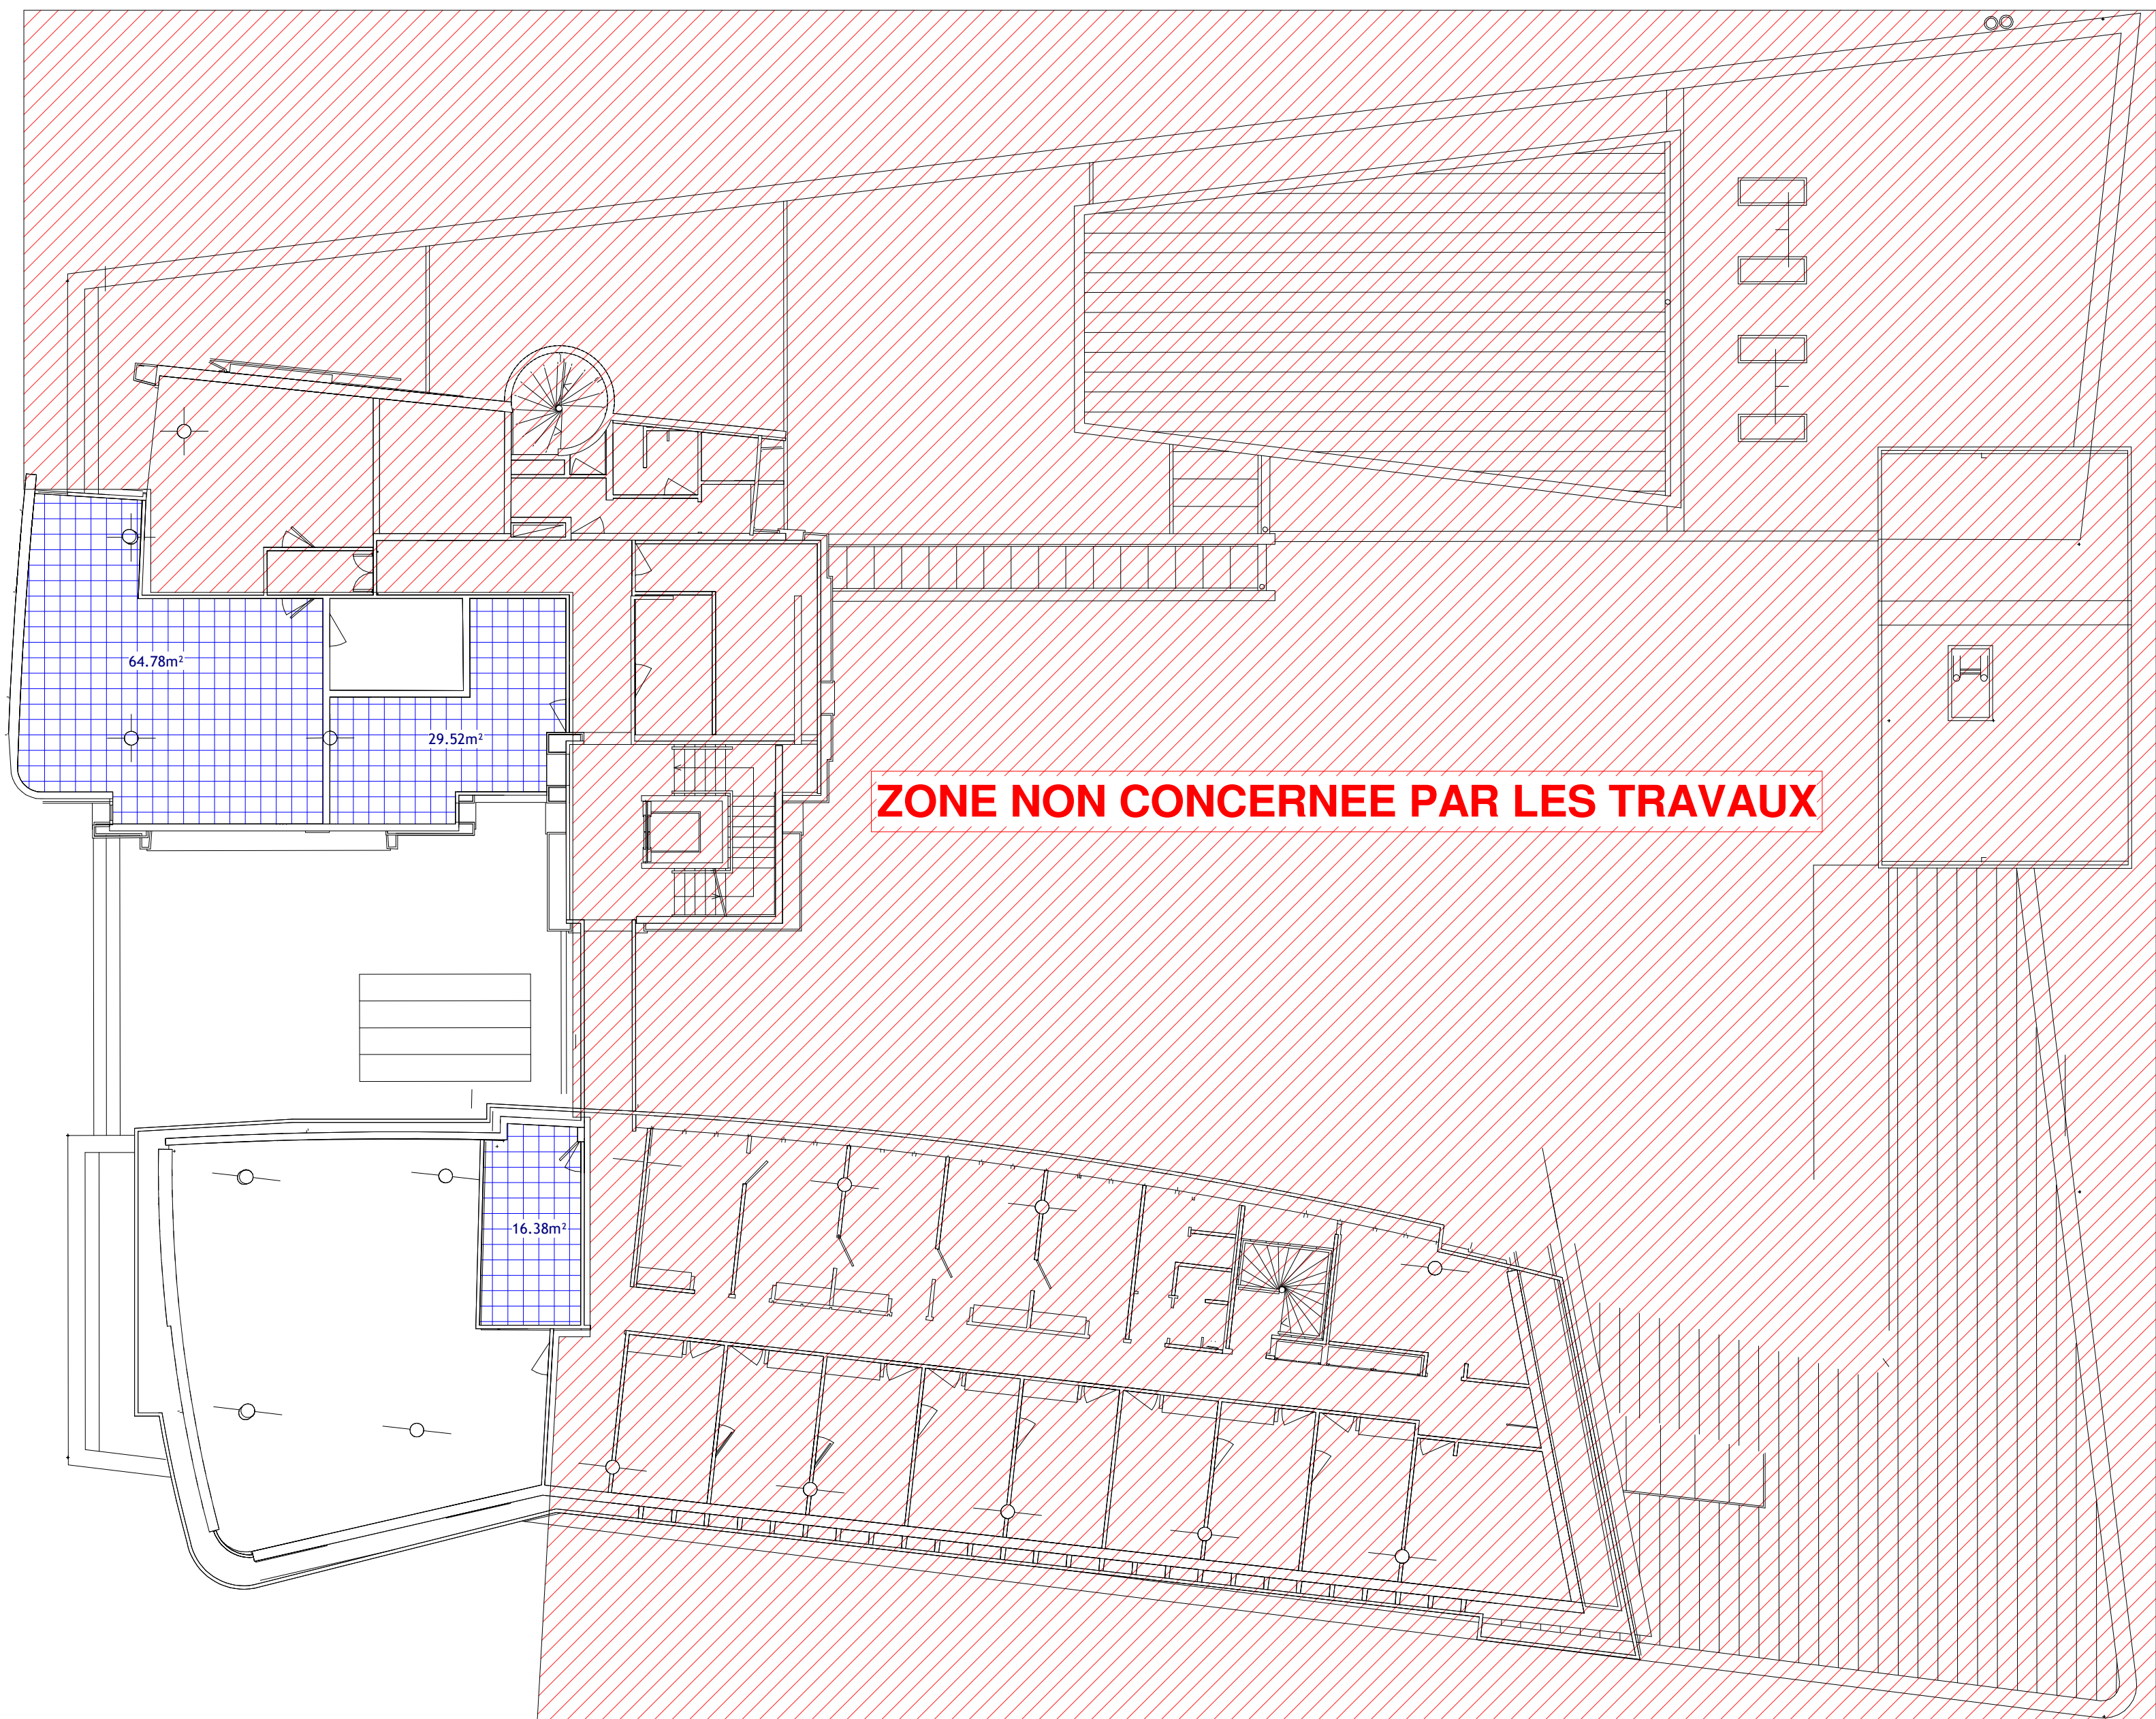 64.78m²
29.52m²
ZONE NON CONCERNEE PAR LES TRAVAUX
16.38m²